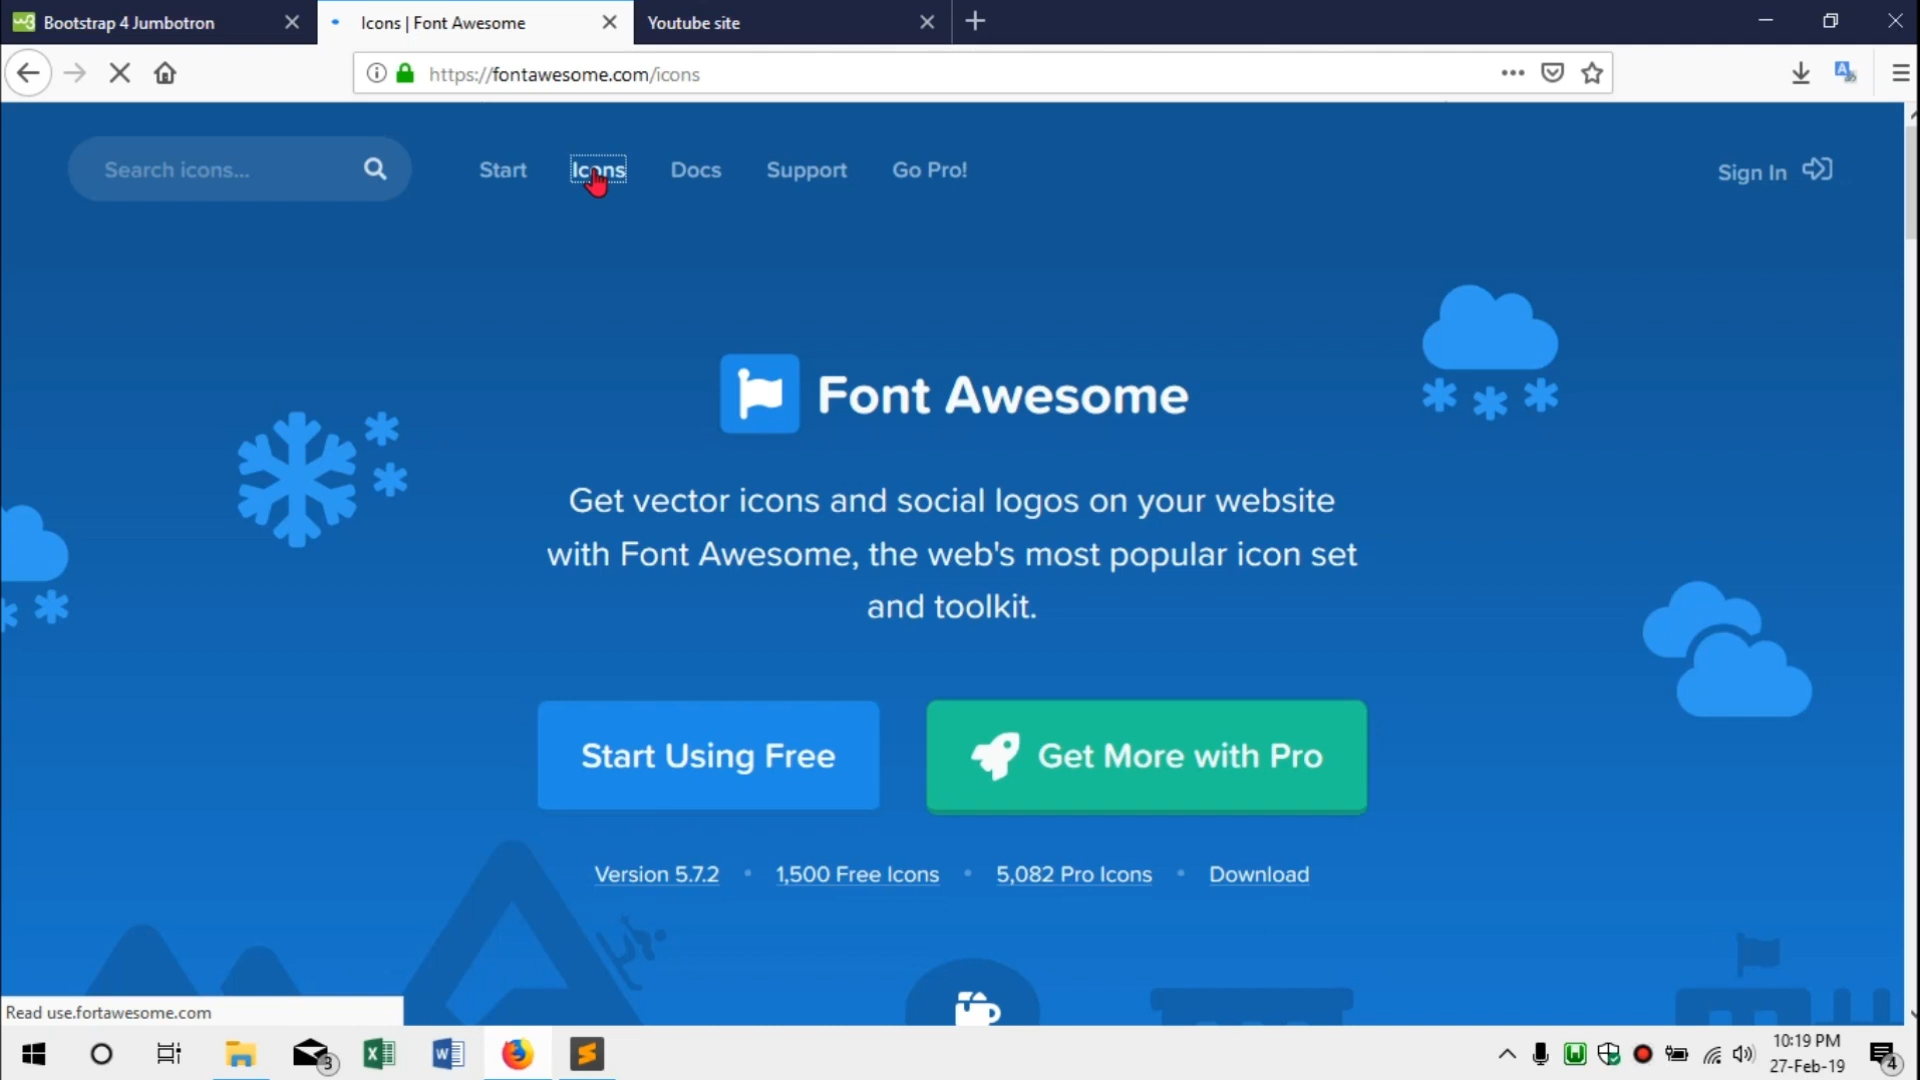 Bootstrap 4 Jumbotron
Icons | Font Awesome
Youtube site
https://fontawesome.com/icons
Search icons...
Start
Icons
Docs
Support
Go Pro!
Sign In
Font Awesome
Get vector icons and social logos on your website
with Font Awesome, the web's most popular icon set
and toolkit.
Start Using Free
Get More with Pro
Version 5.7.2
1,500 Free Icons
5,082 Pro Icons
Download
Read use.fortawesome.com
3
10:19 PM
27-Feb-19
4